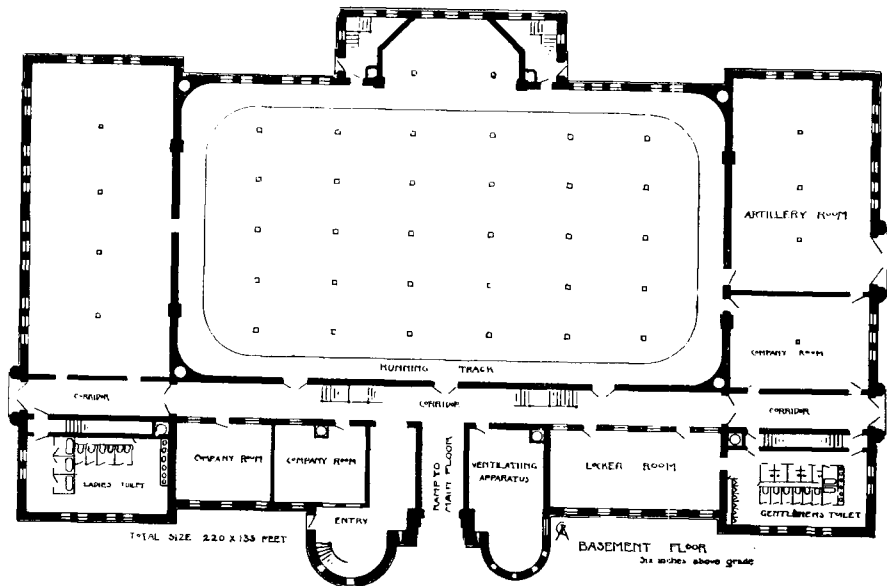 ARTILLERY ROOM
COMPANY ROOM
RUNNING TRACK
CORRIDOR
CORRIDOR
CORRIDOR
COMPANY ROOM
COMPANY ROOM
RAMP TO
MAIN FLOOR
VENTILATING
APPARATUS
LOCKER ROOM
LADIES TOILET
ENTRY
GENTLEMENS TOILET
TOTAL SIZE 220 X 133 FEET
BASEMENT FLOOR
Six inches above grade